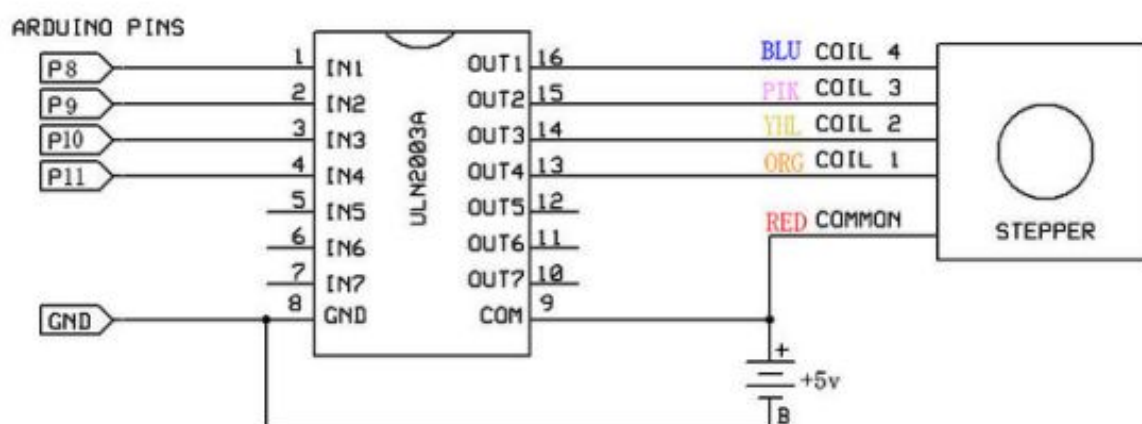 ARDUINO PINS
P8 1 IN1 OUT1 16 BLU COIL 4
P9 2 IN2 OUT2 15 PIK COIL 3
P10 3 IN3 OUT3 14 YHL COIL 2
P11 4 IN4 OUT4 13 ORG COIL 1
5 IN5 OUT5 12
6 IN6 OUT6 11
7 IN7 OUT7 10
GND 8 GND COM 9
ULN2003A
RED COMMON
STEPPER
+
+5v
B